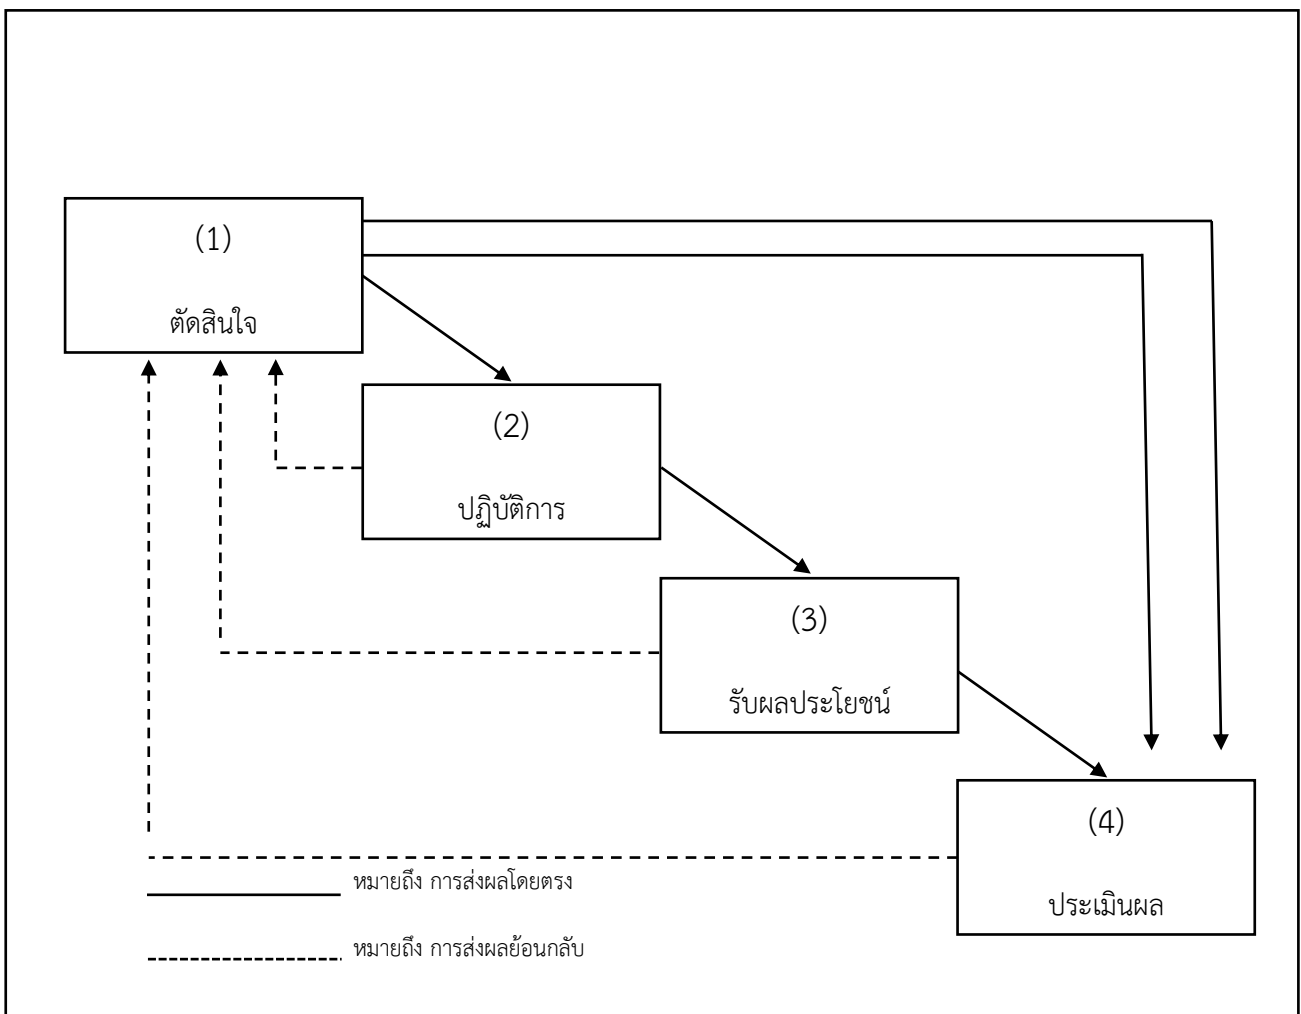 (1)
ตัดสินใจ
(2)
ปฏิบัติการ
(3)
รับผลประโยชน์
(4)
ประเมินผล
หมายถึง การส่งผลโดยตรง
หมายถึง การส่งผลย้อนกลับ